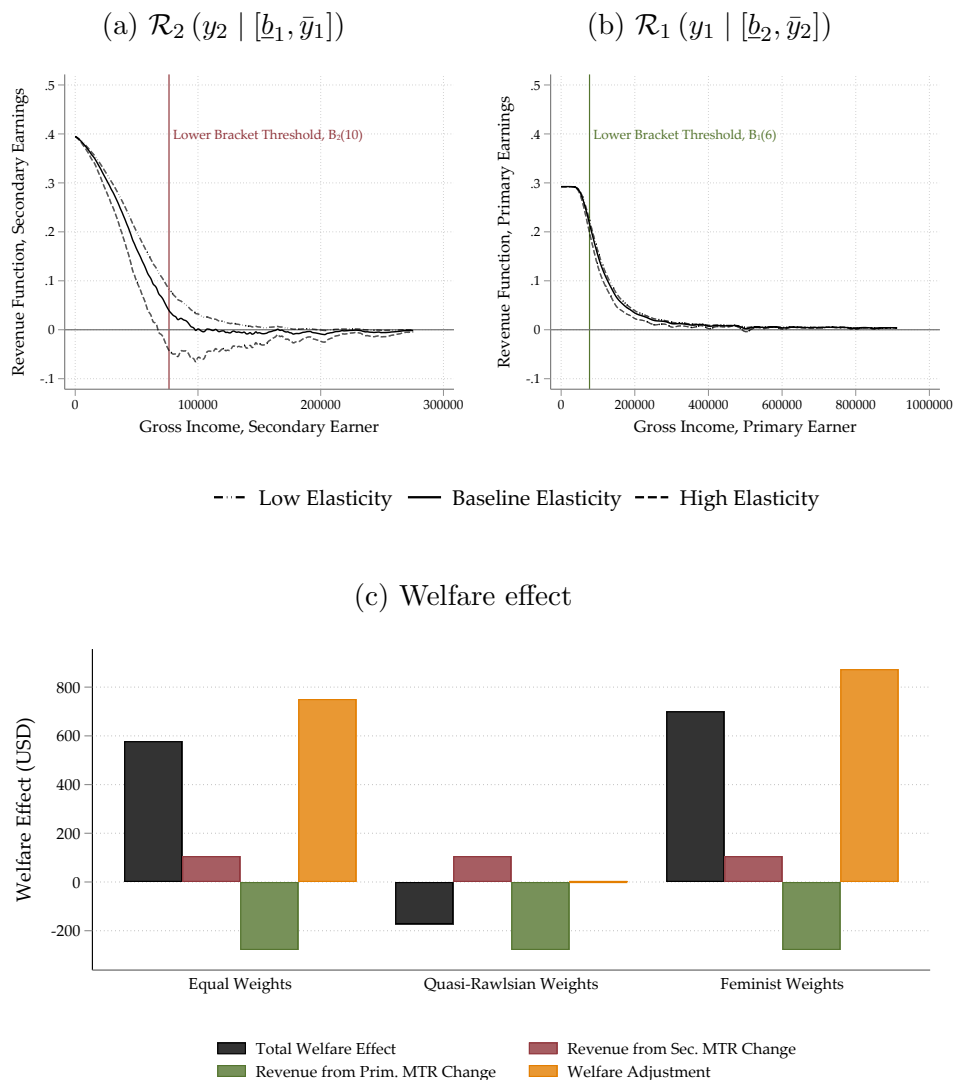 (a) R₂ (y₂ | [b̲₁, ȳ₁])
(b) R₁ (y₁ | [b̲₂, ȳ₂])
Revenue Function, Secondary Earnings
.5
.4
.3
.2
.1
0
-.1
Lower Bracket Threshold, B₂(10)
0 100000 200000 300000
Gross Income, Secondary Earner
Revenue Function, Primary Earnings
.5
.4
.3
.2
.1
0
-.1
Lower Bracket Threshold, B₁(6)
0 200000 400000 600000 800000 1000000
Gross Income, Primary Earner
Low Elasticity Baseline Elasticity High Elasticity
(c) Welfare effect
Welfare Effect (USD)
800
600
400
200
0
-200
Equal Weights Quasi-Rawlsian Weights Feminist Weights
Total Welfare Effect Revenue from Sec. MTR Change
Revenue from Prim. MTR Change Welfare Adjustment